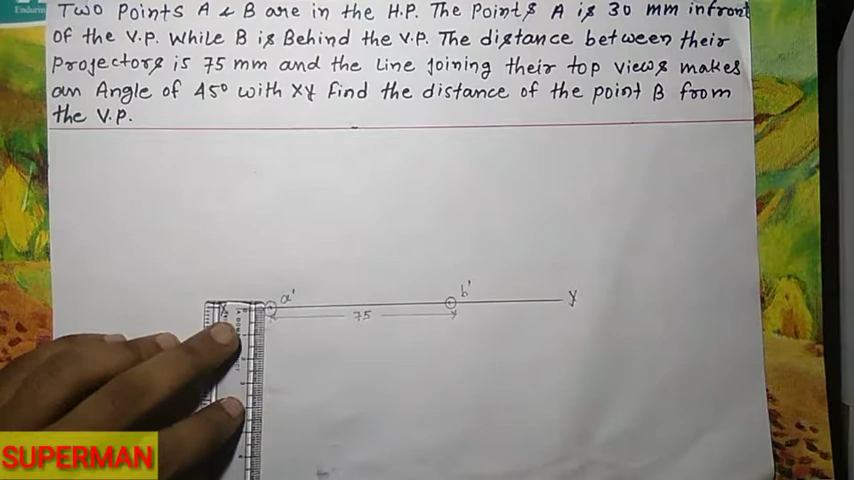 Enduring
Two Points A & B are in the H.P. The Points A is 30 mm infront
of the V.P. While B is Behind the V.P. The distance between their
projectors is 75 mm and the Line joining their top views makes
an Angle of 45° with XY Find the distance of the point B from
the V.P.
a' b' Y
X
75
SUPERMAN